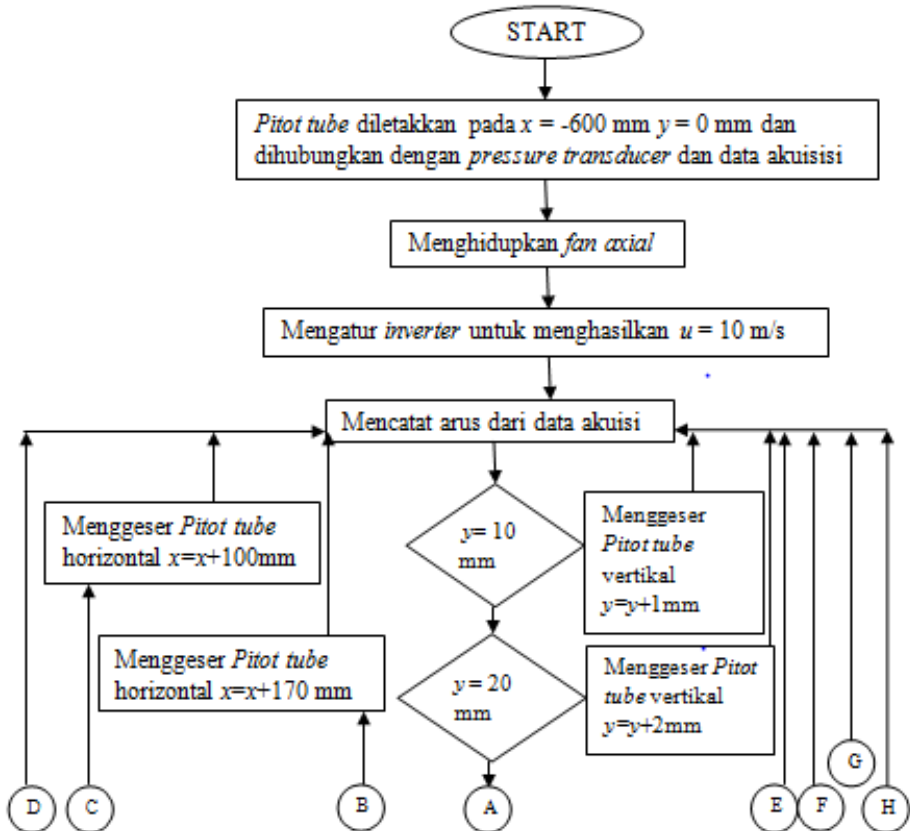 START
Pitot tube diletakkan pada x = -600 mm y = 0 mm dan
dihubungkan dengan pressure transducer dan data akuisisi
Menghidupkan fan axial
Mengatur inverter untuk menghasilkan u = 10 m/s
Mencatat arus dari data akuisi
Menggeser Pitot tube
horizontal x=x+100mm
y= 10
mm
Menggeser
Pitot tube
vertikal
y=y+1mm
Menggeser Pitot tube
horizontal x=x+170 mm
y = 20
mm
Menggeser Pitot
tube vertikal
y=y+2mm
D
C
B
A
E
F
G
H